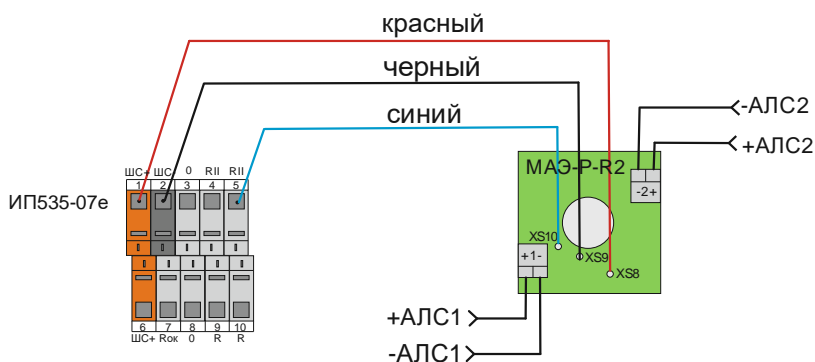 красный
черный
синий
-АЛС2
+АЛС2
МАЭ-Р-R2
-2+
ШС+ ШС- 0 RII RII
1 2 3 4 5
ИП535-07е
XS10
+1-
XS9
XS8
6 7 8 9 10
ШС+ Rок 0 R R
+АЛС1
-АЛС1